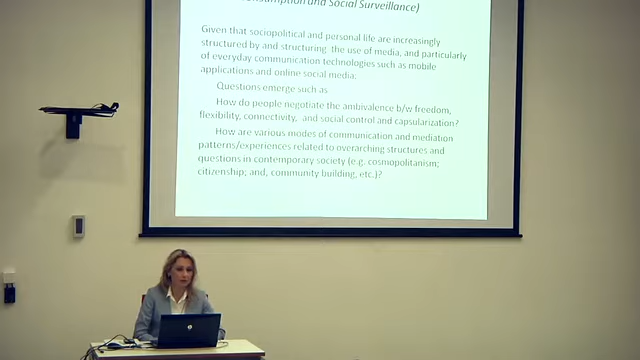 Consumption and Social Surveillance)
Given that sociopolitical and personal life are increasingly
structured by and structuring the use of media, and particularly
of everyday communication technologies such as mobile
applications and online social media:
Questions emerge such as
How do people negotiate the ambivalence b/w freedom,
flexibility, connectivity, and social control and capsularization?
How are various modes of communication and mediation
patterns/experiences related to overarching structures and
questions in contemporary society (e.g. cosmopolitanism;
citizenship; and, community building, etc.)?